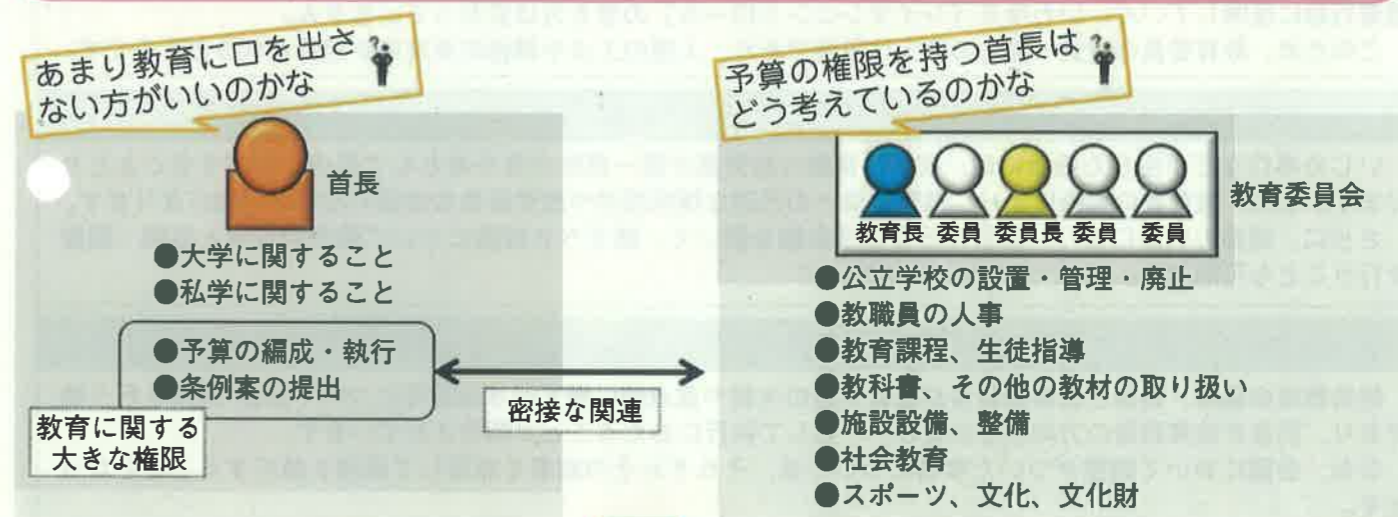 あまり教育に口を出さ
ない方がいいのかな
首長
●大学に関すること
●私学に関すること
●予算の編成・執行
●条例案の提出
教育に関する
大きな権限
密接な関連
予算の権限を持つ首長は
どう考えているのかな
教育長 委員 委員長 委員 委員
教育委員会
●公立学校の設置・管理・廃止
●教職員の人事
●教育課程、生徒指導
●教科書、その他の教材の取り扱い
●施設設備、整備
●社会教育
●スポーツ、文化、文化財